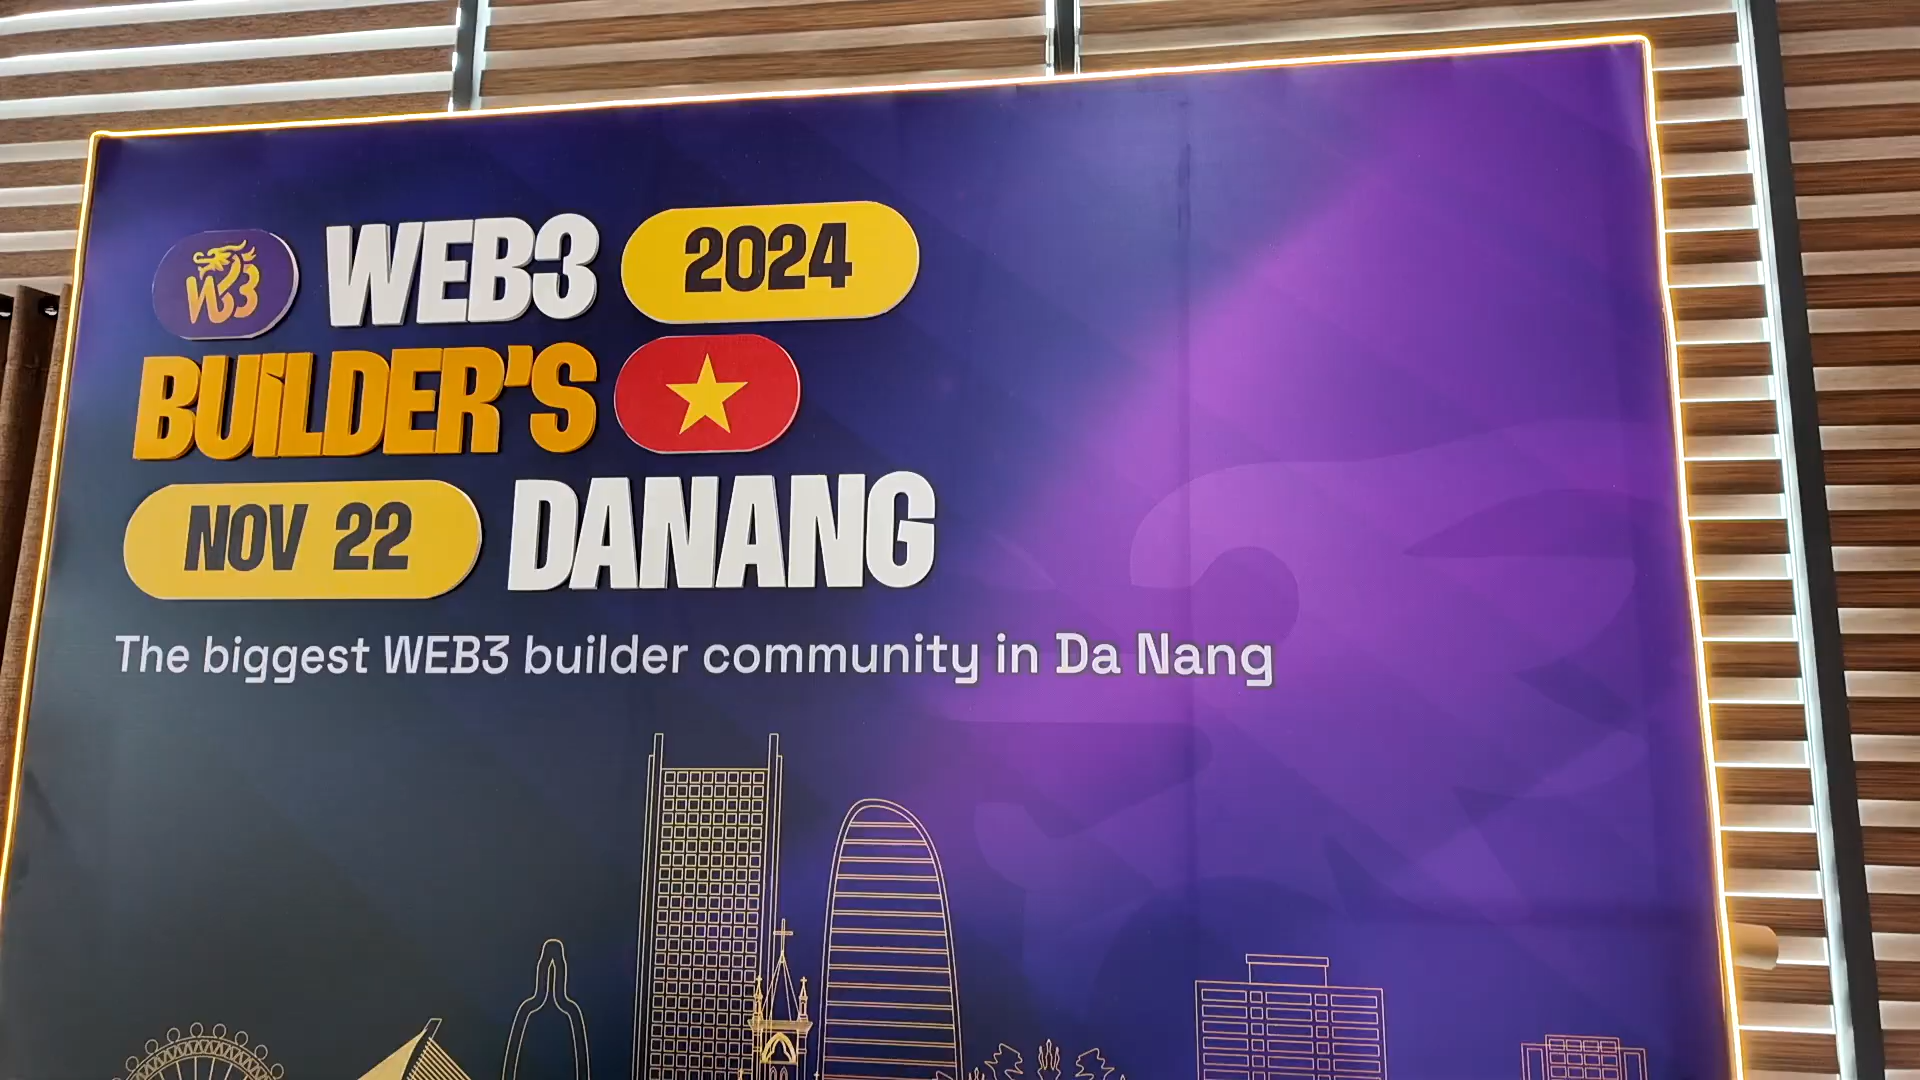 W3 WEB3 2024
BUiLDER'S
NOV 22 DANANG
The biggest WEB3 builder community in Da Nang